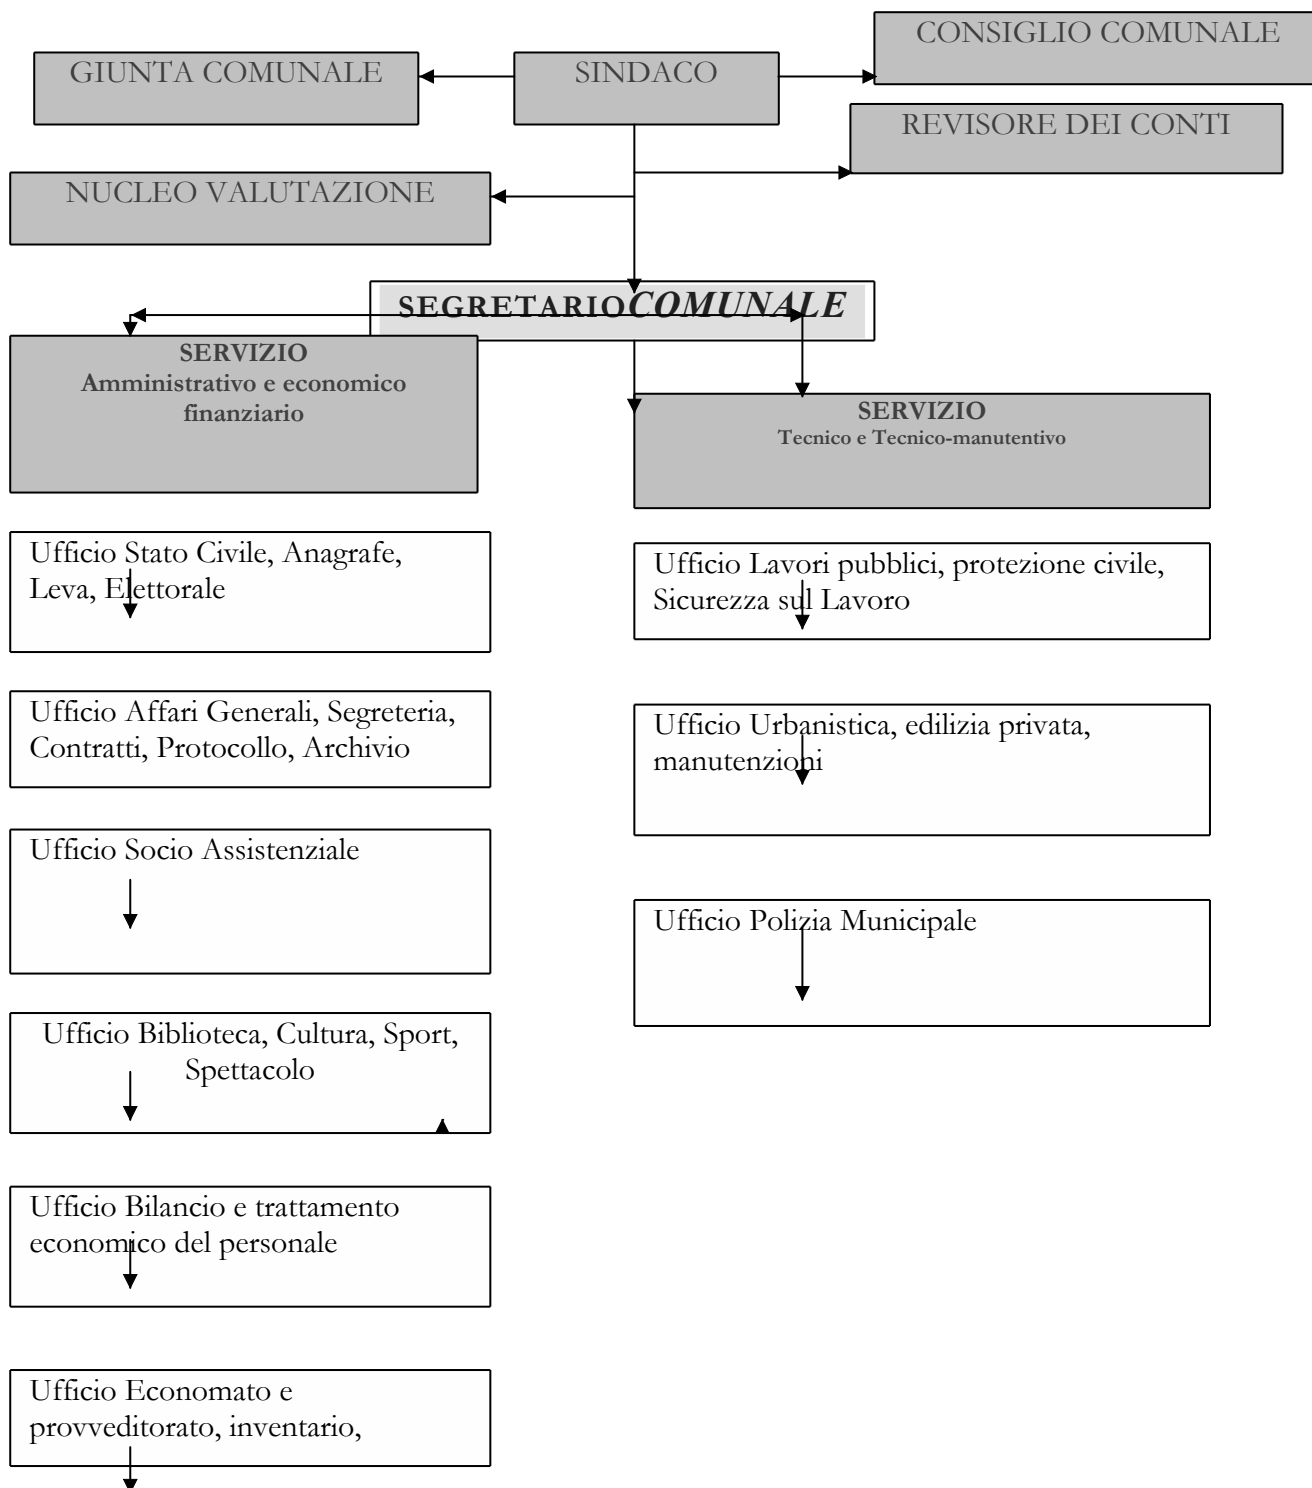 CONSIGLIO COMUNALE
GIUNTA COMUNALE
SINDACO
REVISORE DEI CONTI
NUCLEO VALUTAZIONE
SEGRETARIO COMUNALE
SERVIZIO
Amministrativo e economico
finanziario
SERVIZIO
Tecnico e Tecnico-manutentivo
Ufficio Stato Civile, Anagrafe,
Leva, Elettorale
Ufficio Affari Generali, Segreteria,
Contratti, Protocollo, Archivio
Ufficio Socio Assistenziale
Ufficio Biblioteca, Cultura, Sport,
Spettacolo
Ufficio Bilancio e trattamento
economico del personale
Ufficio Economato e
provveditorato, inventario,
Ufficio Lavori pubblici, protezione civile,
Sicurezza sul Lavoro
Ufficio Urbanistica, edilizia privata,
manutenzioni
Ufficio Polizia Municipale